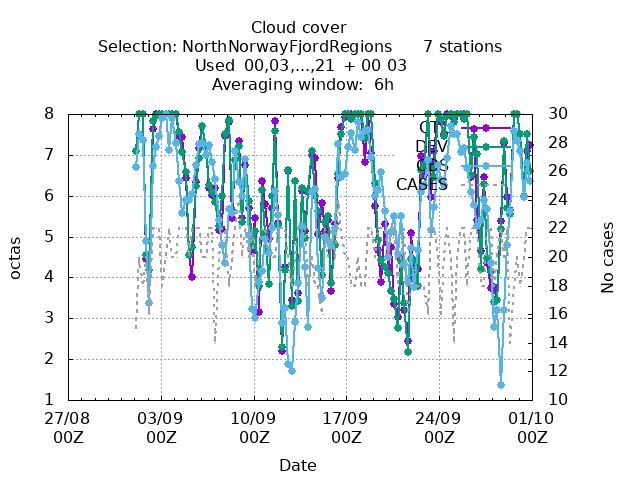 Cloud cover
Selection: NorthNorwayFjordRegions 7 stations
Used 00,03,...,21 + 00 03
Averaging window: 6h
8 30
7 28
6 26
5 24
4 22
3 20
2 18
1 16
14
12
10
DEV
CASES
octas
No cases
27/08 03/09 10/09 17/09 24/09 01/10
00Z 00Z 00Z 00Z 00Z 00Z
Date